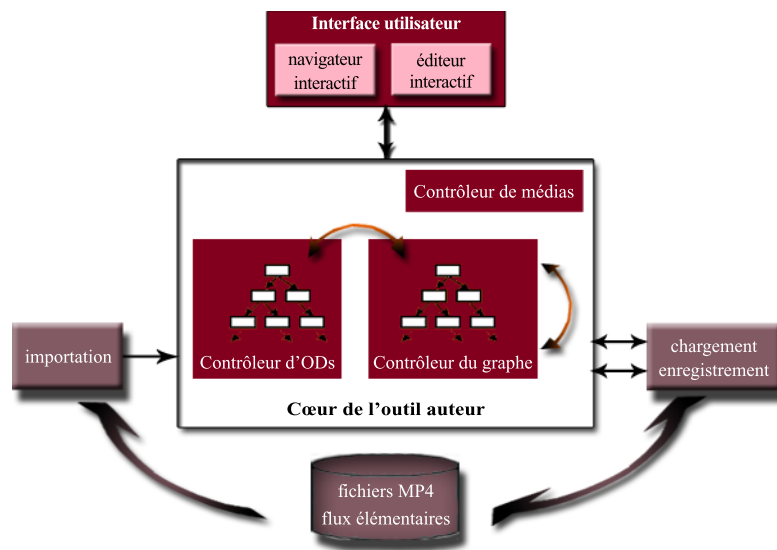 Interface utilisateur
navigateur
interactif
éditeur
interactif
Contrôleur de médias
Contrôleur d’ODs
Contrôleur du graphe
Cœur de l’outil auteur
importation
chargement
enregistrement
fichiers MP4
flux élémentaires